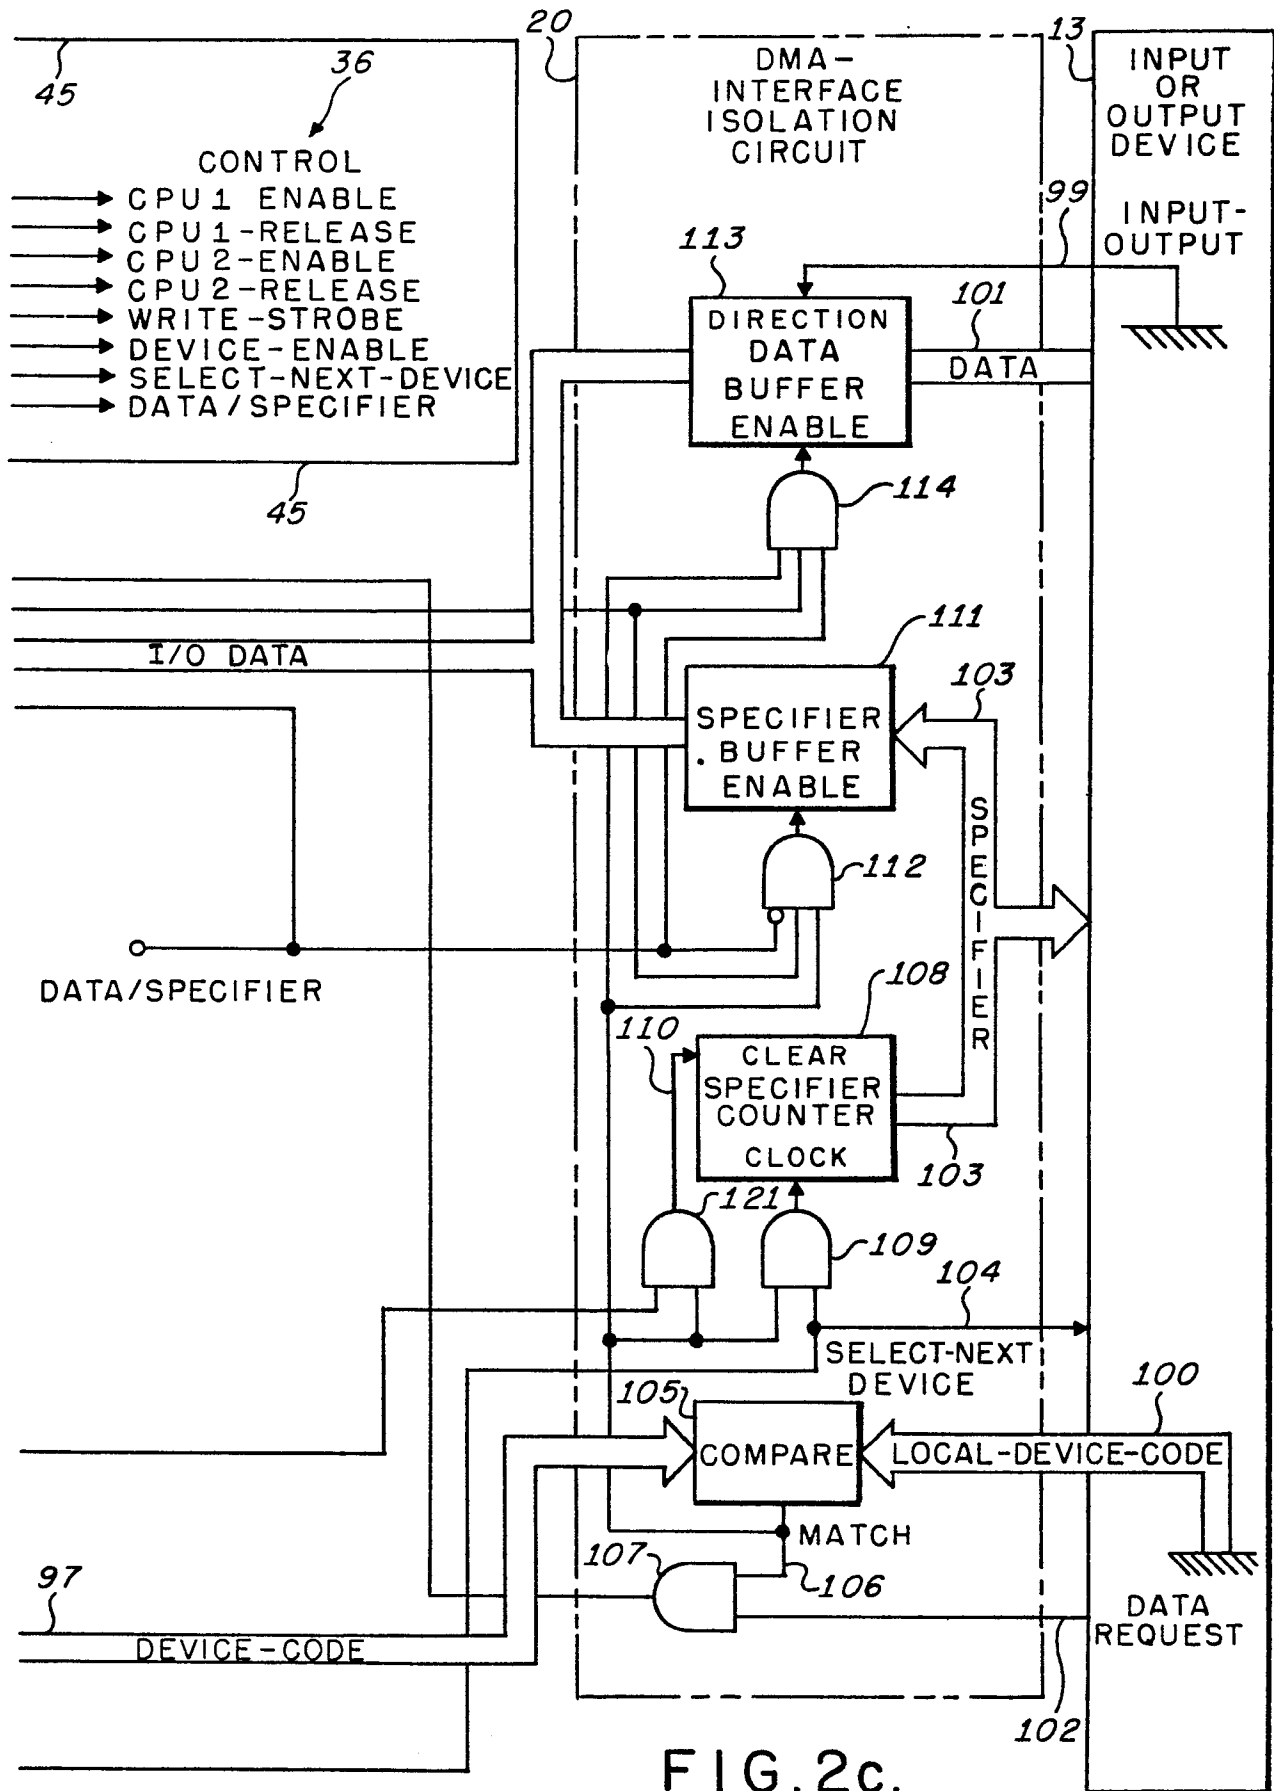 45
36
CONTROL
CPU1 ENABLE
CPU1-RELEASE
CPU2-ENABLE
CPU2-RELEASE
WRITE-STROBE
DEVICE-ENABLE
SELECT-NEXT-DEVICE
DATA/SPECIFIER
45
20
DMA-
INTERFACE
ISOLATION
CIRCUIT
13
INPUT
OR
OUTPUT
DEVICE
99
INPUT-
OUTPUT
113
DIRECTION
DATA
BUFFER
ENABLE
101
DATA
114
I/O DATA
111
SPECIFIER
BUFFER
ENABLE
103
SPECIFIER
112
DATA/SPECIFIER
108
110
CLEAR
SPECIFIER
COUNTER
CLOCK
103
121
109
104
SELECT-NEXT
DEVICE
105
COMPARE
100
LOCAL-DEVICE-CODE
MATCH
107
106
97
DEVICE-CODE
DATA
REQUEST
102
FIG.2c.